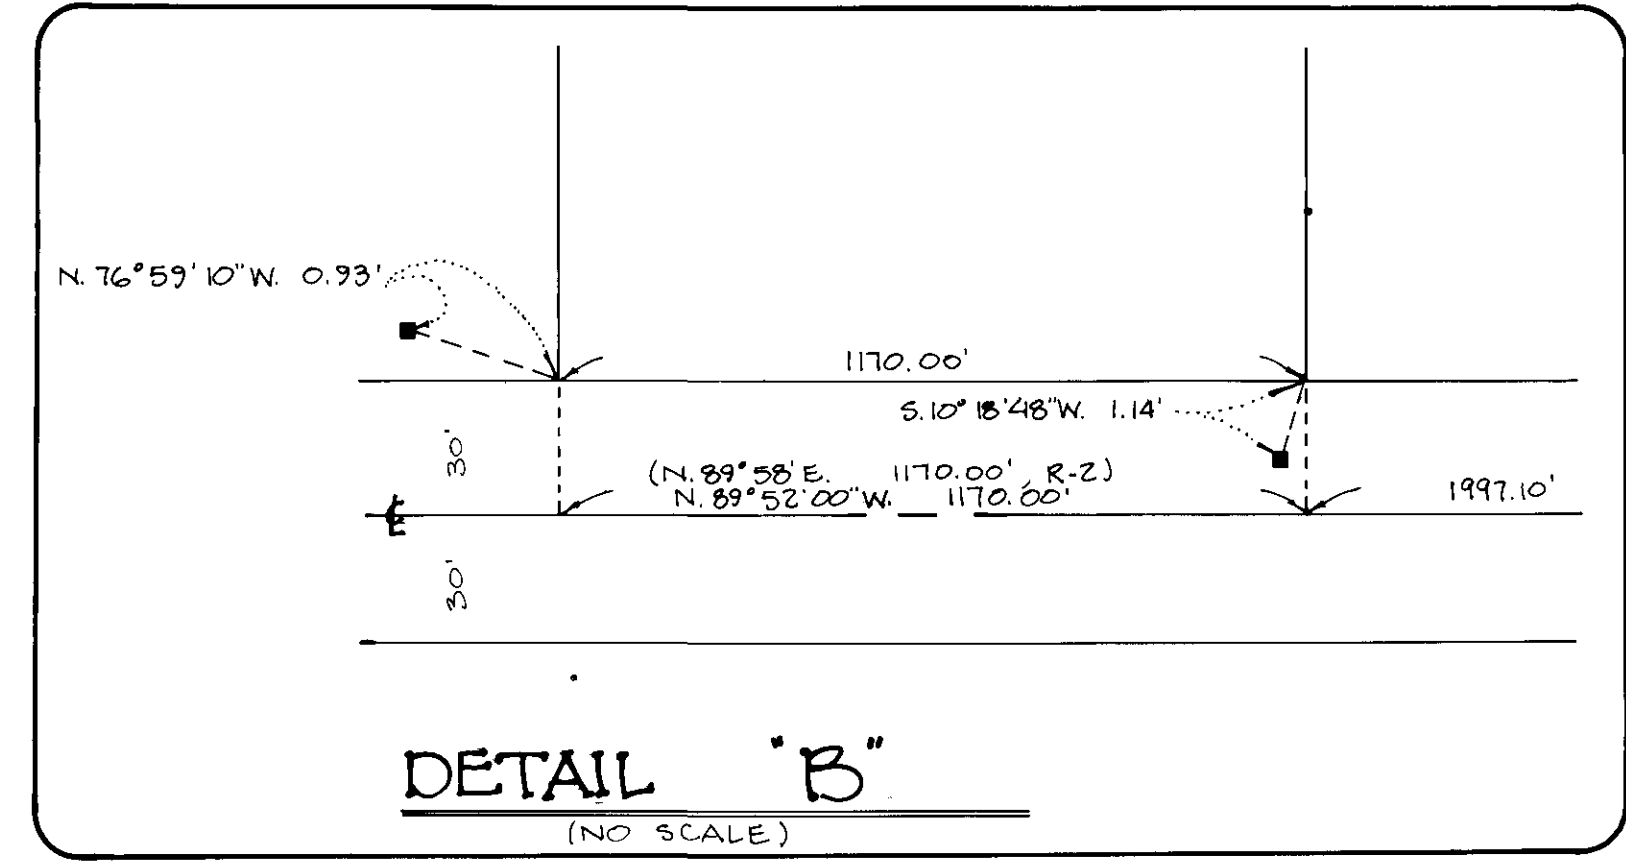 N. 76°59'10"W. 0.93'
1170.00'
S.10°18'48"W. 1.14'
30'
(N.89°58'E. 1170.00', R-2)
N.89°52'00"W. 1170.00'
1997.10'
℄
30'
DETAIL "B"
(NO SCALE)